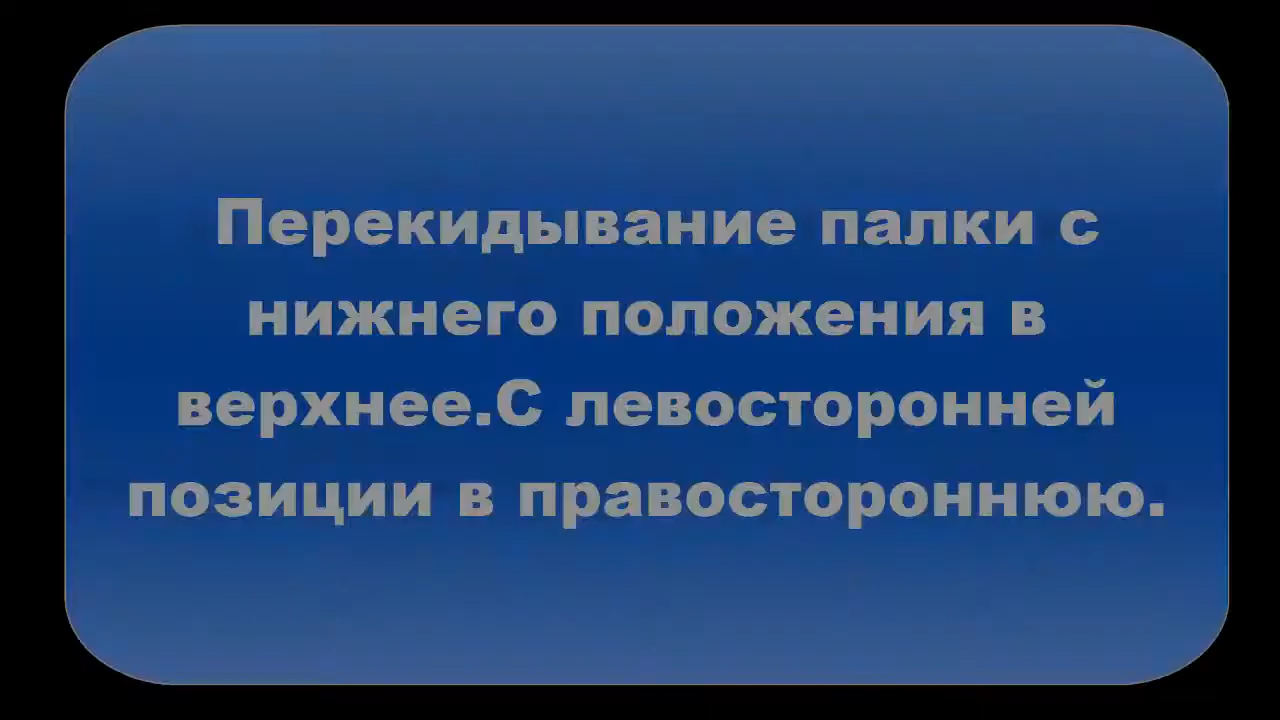 Перекидывание палки с
нижнего положения в
верхнее.С левосторонней
позиции в правостороннюю.